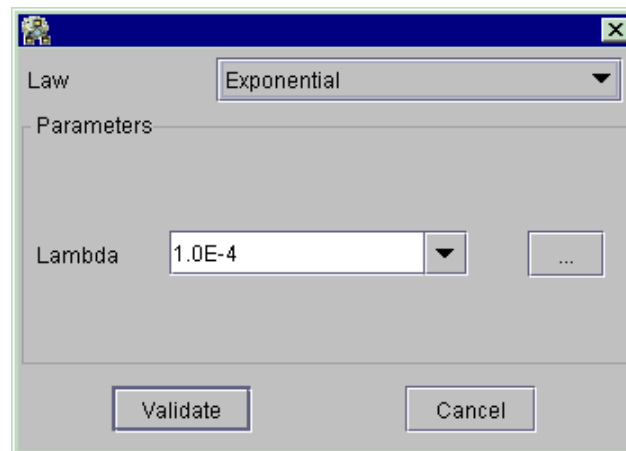 Law Exponential
Parameters
Lambda 1.0E-4 ...
Validate Cancel